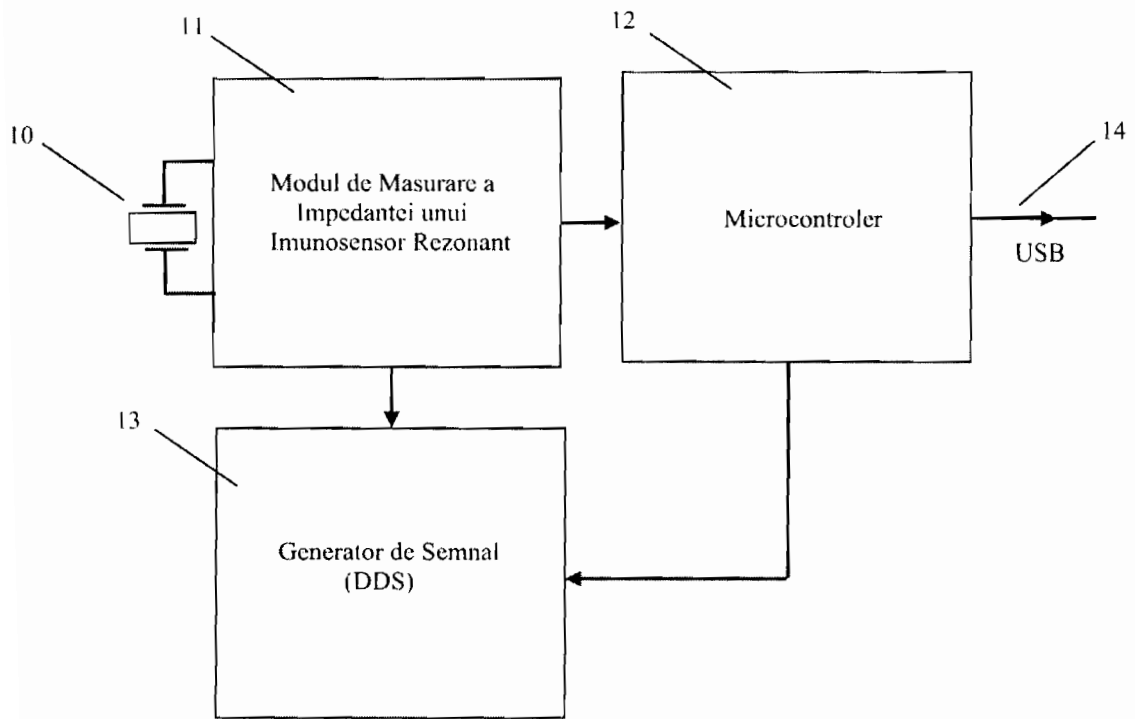 11
12
10
14
Modul de Masurare a
Impedantei unui
Imunosensor Rezonant
Microcontroler
USB
13
Generator de Semnal
(DDS)